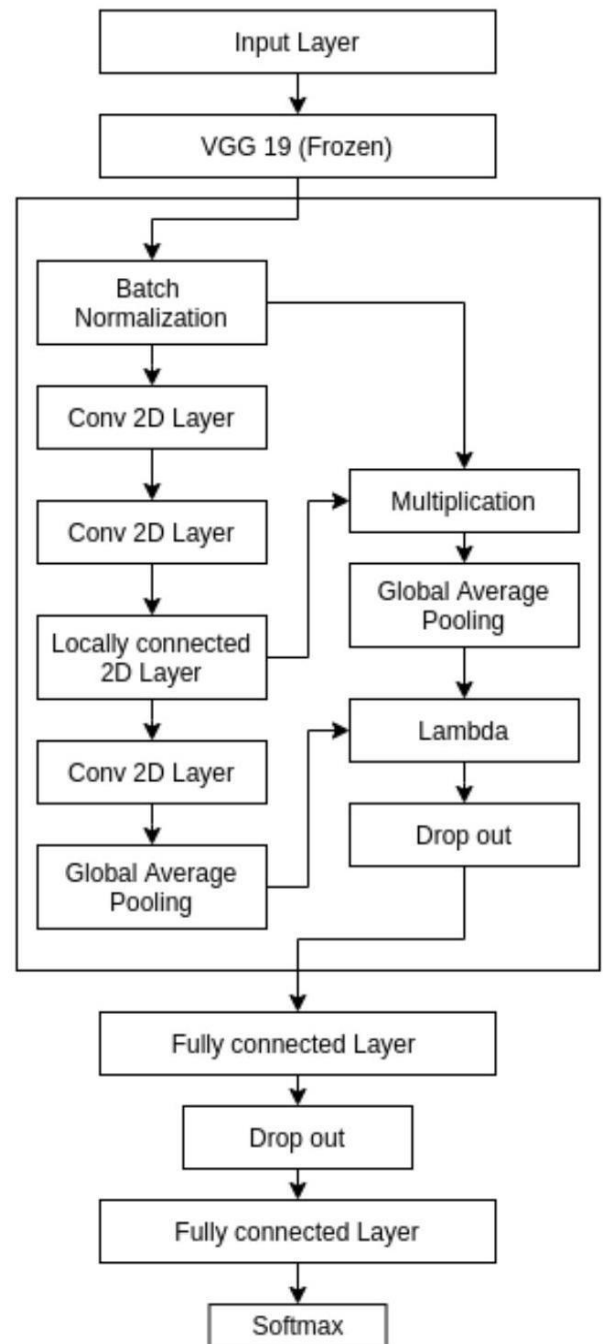 Input Layer
VGG 19 (Frozen)
Batch
Normalization
Conv 2D Layer
Conv 2D Layer
Locally connected
2D Layer
Conv 2D Layer
Global Average
Pooling
Multiplication
Global Average
Pooling
Lambda
Drop out
Fully connected Layer
Drop out
Fully connected Layer
Softmax